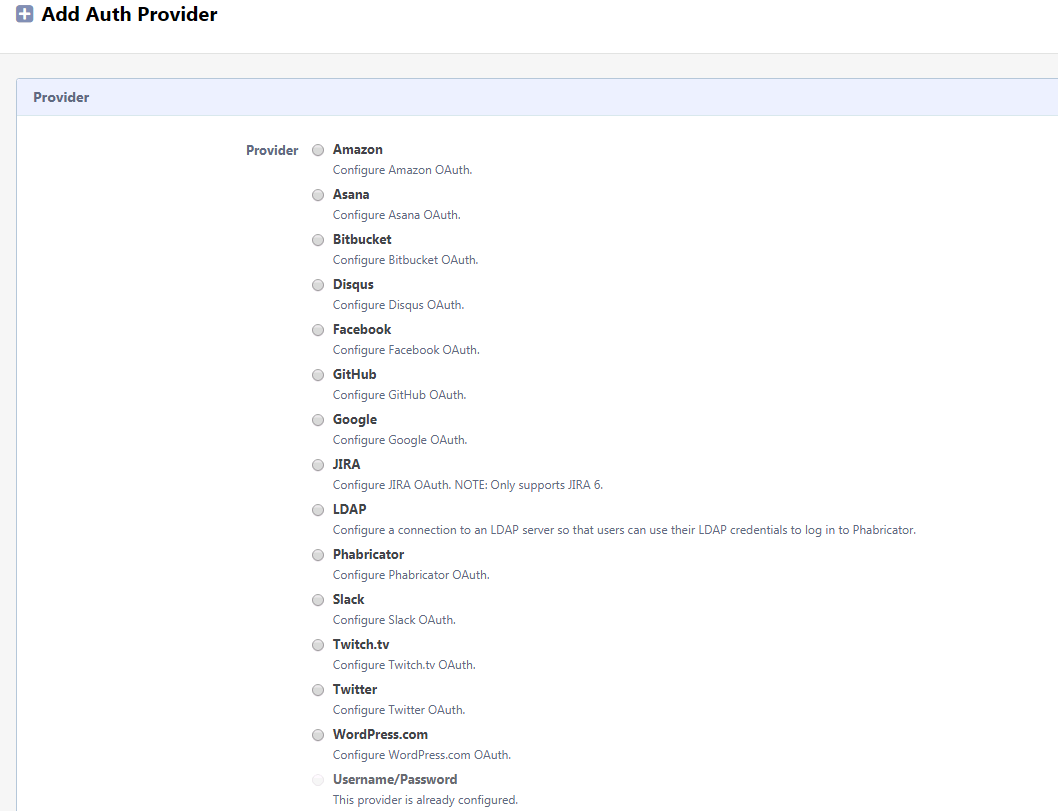 Add Auth Provider
Provider
Provider Amazon
Configure Amazon OAuth.
Asana
Configure Asana OAuth.
Bitbucket
Configure Bitbucket OAuth.
Disqus
Configure Disqus OAuth.
Facebook
Configure Facebook OAuth.
GitHub
Configure GitHub OAuth.
Google
Configure Google OAuth.
JIRA
Configure JIRA OAuth. NOTE: Only supports JIRA 6.
LDAP
Configure a connection to an LDAP server so that users can use their LDAP credentials to log in to Phabricator.
Phabricator
Configure Phabricator OAuth.
Slack
Configure Slack OAuth.
Twitch.tv
Configure Twitch.tv OAuth.
Twitter
Configure Twitter OAuth.
WordPress.com
Configure WordPress.com OAuth.
Username/Password
This provider is already configured.